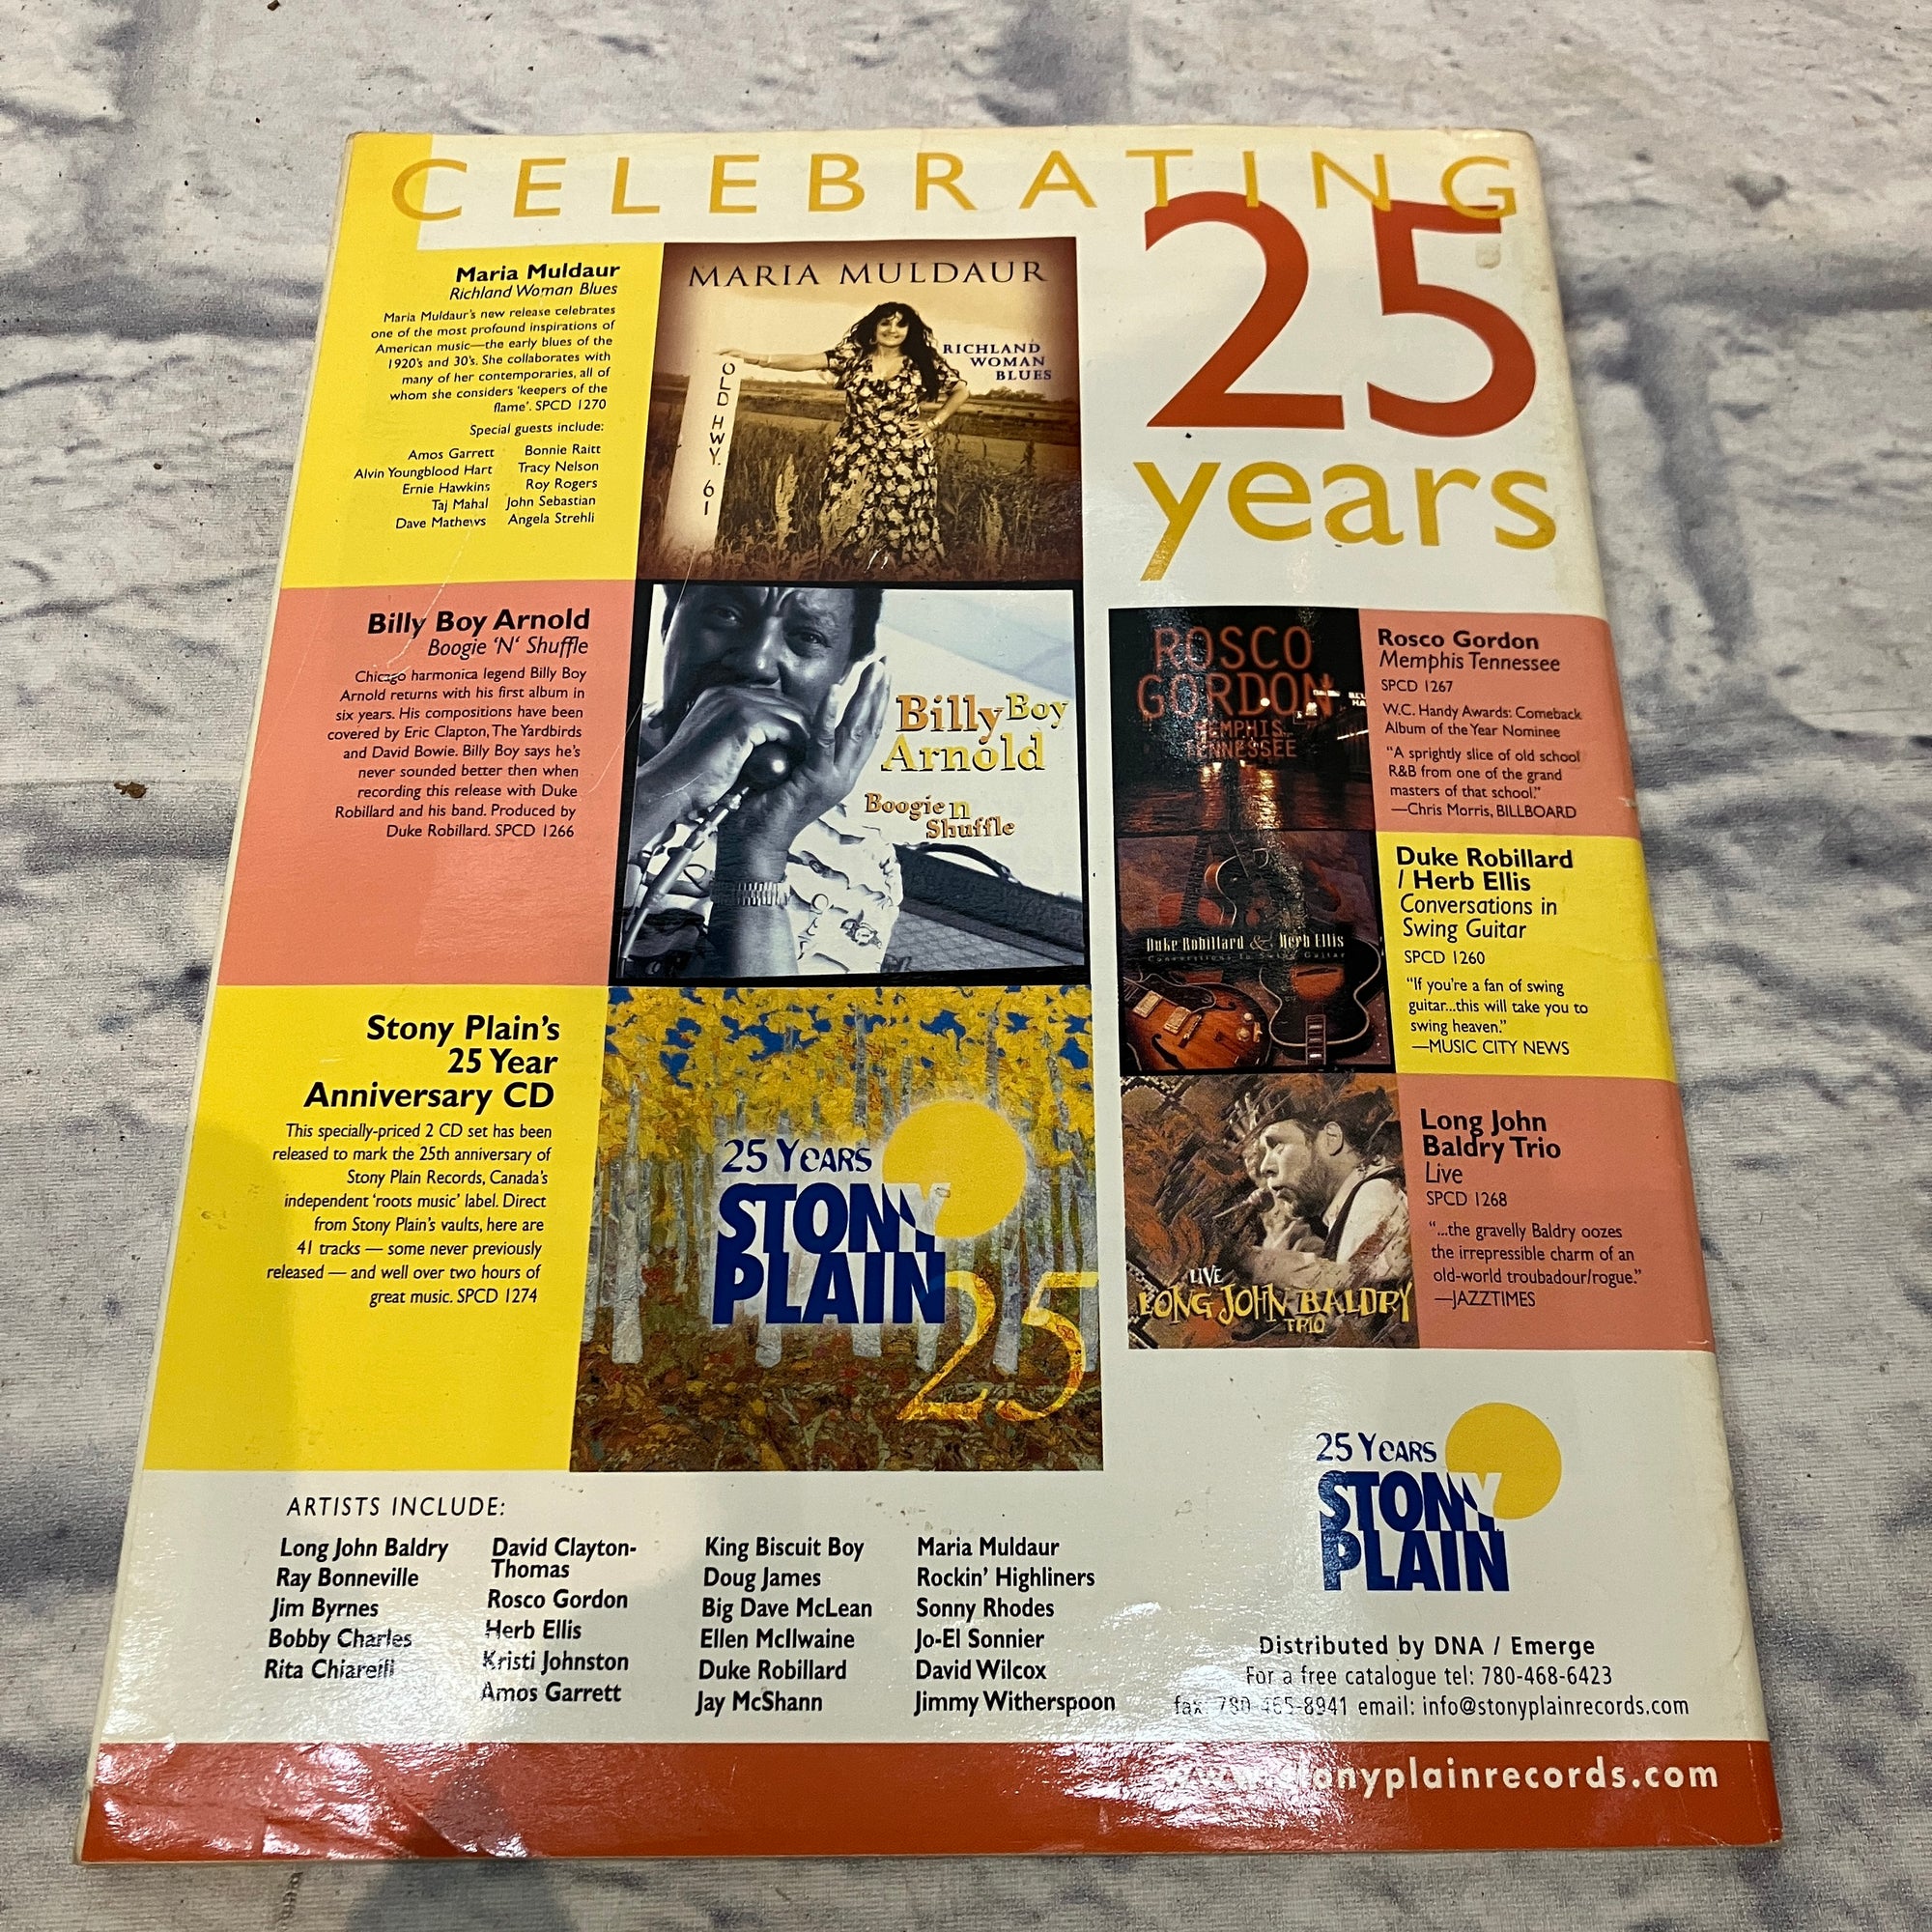 CELEBRATING
25
years
Maria Muldaur
Richland Woman Blues
Maria Muldaur's new release celebrates
one of the most profound inspirations of
American music—the early blues of the
1920's and 30's. She collaborates with
many of her contemporaries, all of
whom she considers 'keepers of the
flame'. SPCD 1270
Special guests include:
Amos Garrett Bonnie Raitt
Alvin Youngblood Hart Tracy Nelson
Ernie Hawkins Roy Rogers
Taj Mahal John Sebastian
Dave Mathews Angela Strehli
MARIA MULDAUR
RICHLAND
WOMAN
BLUES
OLD HWY. 61
Billy Boy Arnold
Boogie 'N' Shuffle
Chicago harmonica legend Billy Boy
Arnold returns with his first album in
six years. His compositions have been
covered by Eric Clapton, The Yardbirds
and David Bowie. Billy Boy says he's
never sounded better then when
recording this release with Duke
Robillard and his band. Produced by
Duke Robillard. SPCD 1266
Billy Boy
Arnold
Boogie n
Shuffle
Stony Plain's
25 Year
Anniversary CD
This specially-priced 2 CD set has been
released to mark the 25th anniversary of
Stony Plain Records, Canada's
independent 'roots music' label. Direct
from Stony Plain's vaults, here are
41 tracks — some never previously
released — and well over two hours of
great music. SPCD 1274
25 YEARS
STONY
PLAIN
25
ROSCO
GORDON
MEMPHIS
TENNESSEE
Rosco Gordon
Memphis Tennessee
SPCD 1267
W.C. Handy Awards: Comeback
Album of the Year Nominee
"A sprightly slice of old school
R&B from one of the grand
masters of that school."
—Chris Morris, BILLBOARD
Duke Robillard & Herb Ellis
Conversations In Swing Guitar
Duke Robillard
/ Herb Ellis
Conversations in
Swing Guitar
SPCD 1260
"If you're a fan of swing
guitar...this will take you to
swing heaven."
—MUSIC CITY NEWS
LIVE
LONG JOHN BALDRY
TRIO
Long John
Baldry Trio
Live
SPCD 1268
"...the gravelly Baldry oozes
the irrepressible charm of an
old-world troubadour/rogue."
—JAZZTIMES
ARTISTS INCLUDE:
Long John Baldry
Ray Bonneville
Jim Byrnes
Bobby Charles
Rita Chiarelli
David Clayton-
Thomas
Rosco Gordon
Herb Ellis
Kristi Johnston
Amos Garrett
King Biscuit Boy
Doug James
Big Dave McLean
Ellen McIlwaine
Duke Robillard
Jay McShann
Maria Muldaur
Rockin' Highliners
Sonny Rhodes
Jo-El Sonnier
David Wilcox
Jimmy Witherspoon
25 YEARS
STONY
PLAIN
Distributed by DNA / Emerge
For a free catalogue tel: 780-468-6423
fax: 780-465-8941 email: info@stonyplainrecords.com
www.stonyplainrecords.com